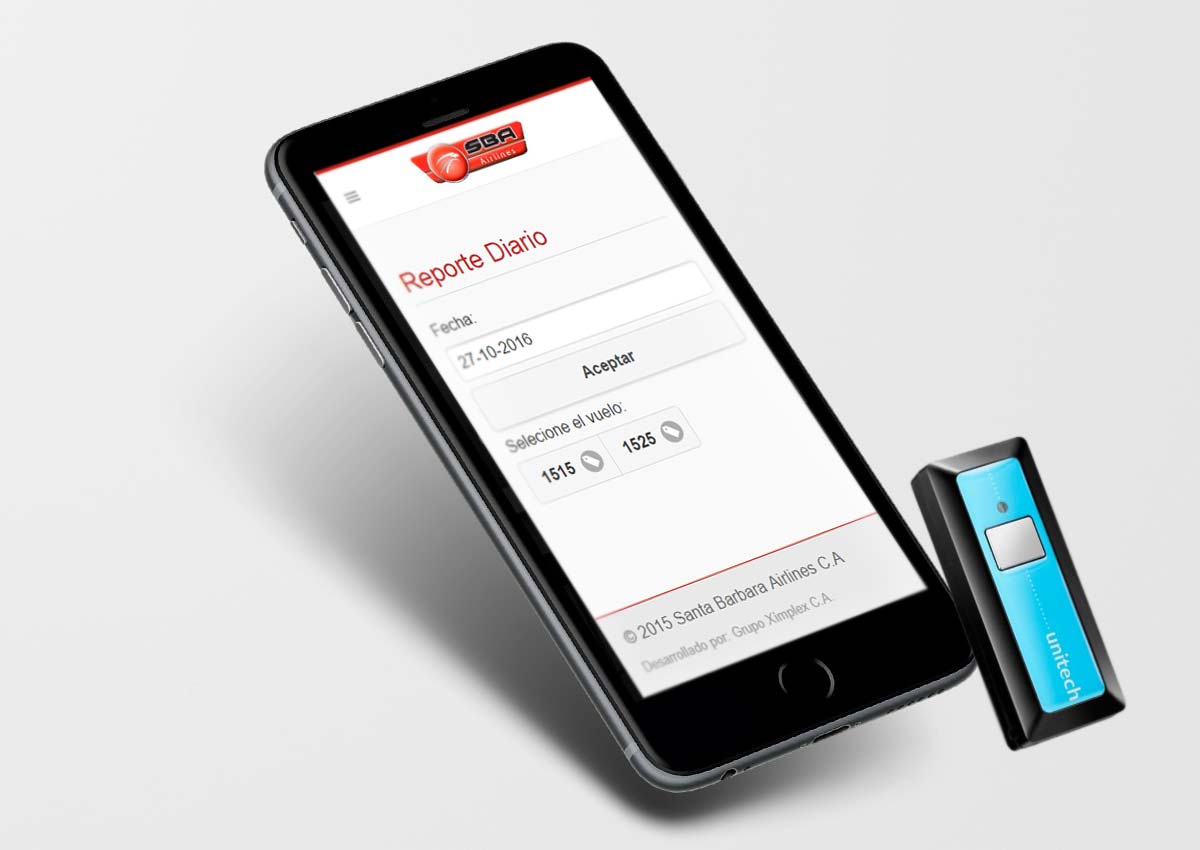 SBA
Airlines
Reporte Diario
Fecha:
27-10-2016
Aceptar
Selecione el vuelo:
1515 1525
© 2015 Santa Barbara Airlines C.A
Desarrollado por: Grupo Ximplex C.A.
unitech